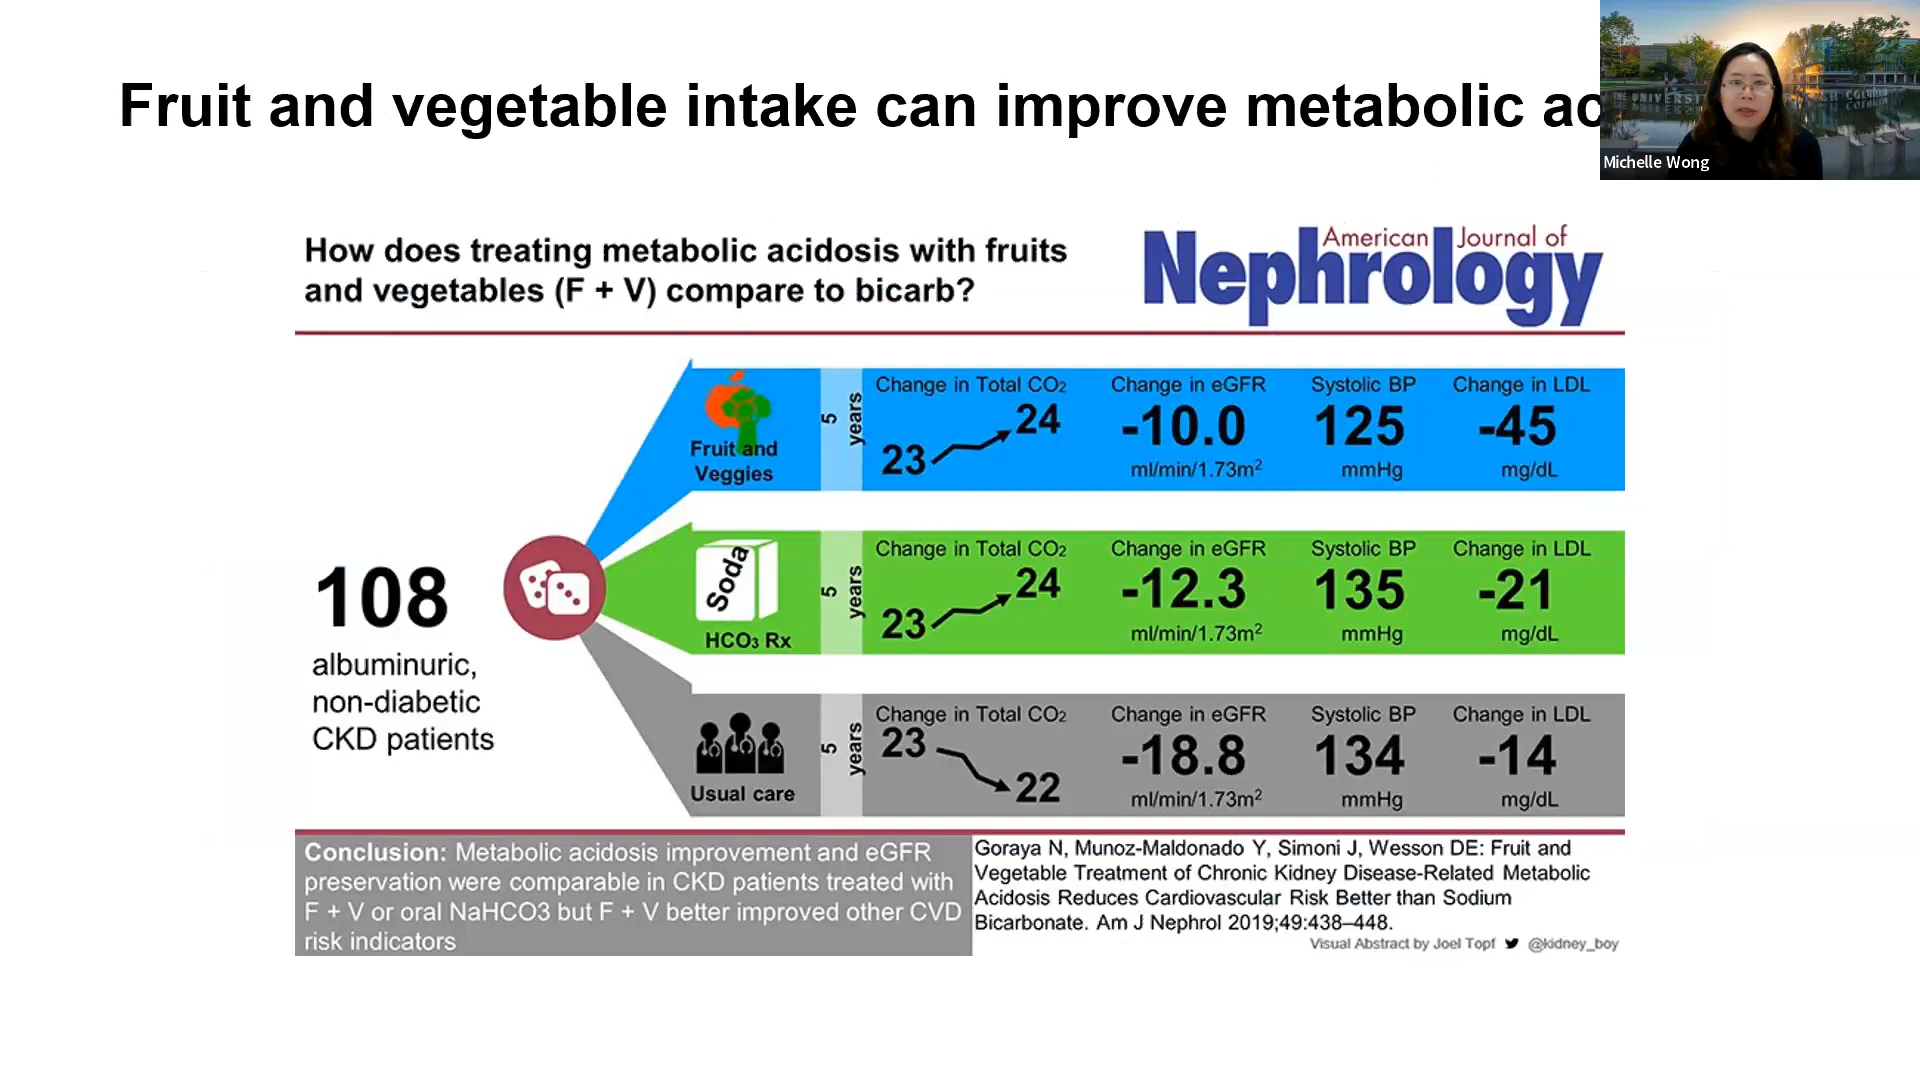 Fruit and vegetable intake can improve metabolic ac
Michelle Wong
How does treating metabolic acidosis with fruits
and vegetables (F + V) compare to bicarb?
American Journal of
Nephrology
108
albuminuric,
non-diabetic
CKD patients
Fruit and
Veggies
5
years
Change in Total CO₂
23
24
Change in eGFR
-10.0
ml/min/1.73m²
Systolic BP
125
mmHg
Change in LDL
-45
mg/dL
Soda
HCO₃ Rx
5
years
Change in Total CO₂
23
24
Change in eGFR
-12.3
ml/min/1.73m²
Systolic BP
135
mmHg
Change in LDL
-21
mg/dL
Usual care
5
years
Change in Total CO₂
23
22
Change in eGFR
-18.8
ml/min/1.73m²
Systolic BP
134
mmHg
Change in LDL
-14
mg/dL
Conclusion: Metabolic acidosis improvement and eGFR
preservation were comparable in CKD patients treated with
F + V or oral NaHCO3 but F + V better improved other CVD
risk indicators
Goraya N, Munoz-Maldonado Y, Simoni J, Wesson DE: Fruit and
Vegetable Treatment of Chronic Kidney Disease-Related Metabolic
Acidosis Reduces Cardiovascular Risk Better than Sodium
Bicarbonate. Am J Nephrol 2019;49:438–448.
Visual Abstract by Joel Topf @kidney_boy